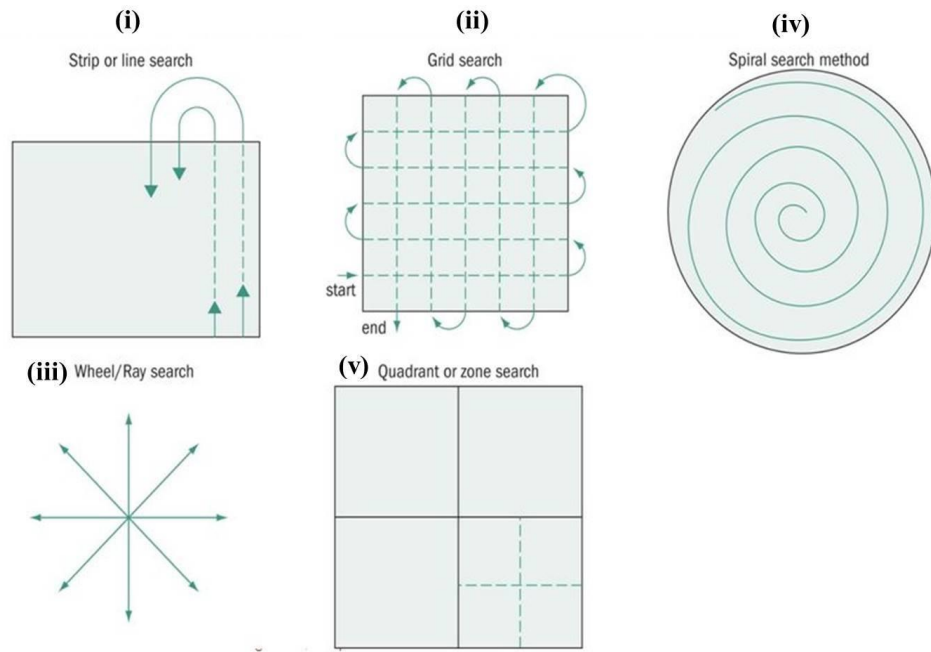 (i)
Strip or line search
(ii)
Grid search
start
end
(iv)
Spiral search method
(iii) Wheel/Ray search
(v) Quadrant or zone search